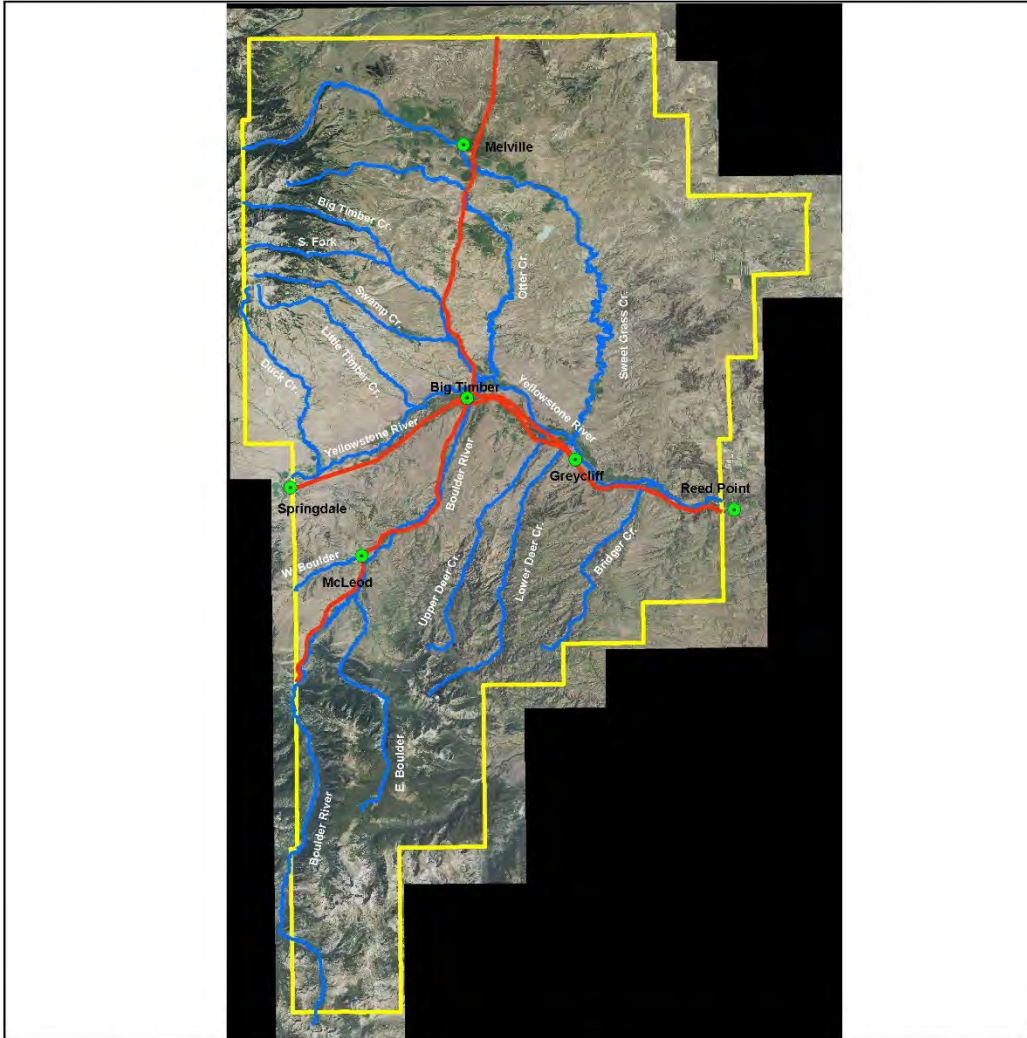 Melville
Big Timber Cr.
S. Fork
Swamp Cr.
Otter Cr.
Sweet Grass Cr.
Little Timber Cr.
Duck Cr.
Big Timber
Yellowstone River
Yellowstone River
Boulder River
Greycliff
Reed Point
Springdale
W. Boulder
McLeod
Upper Deer Cr.
Lower Deer Cr.
Bridger Cr.
E. Boulder
Boulder River